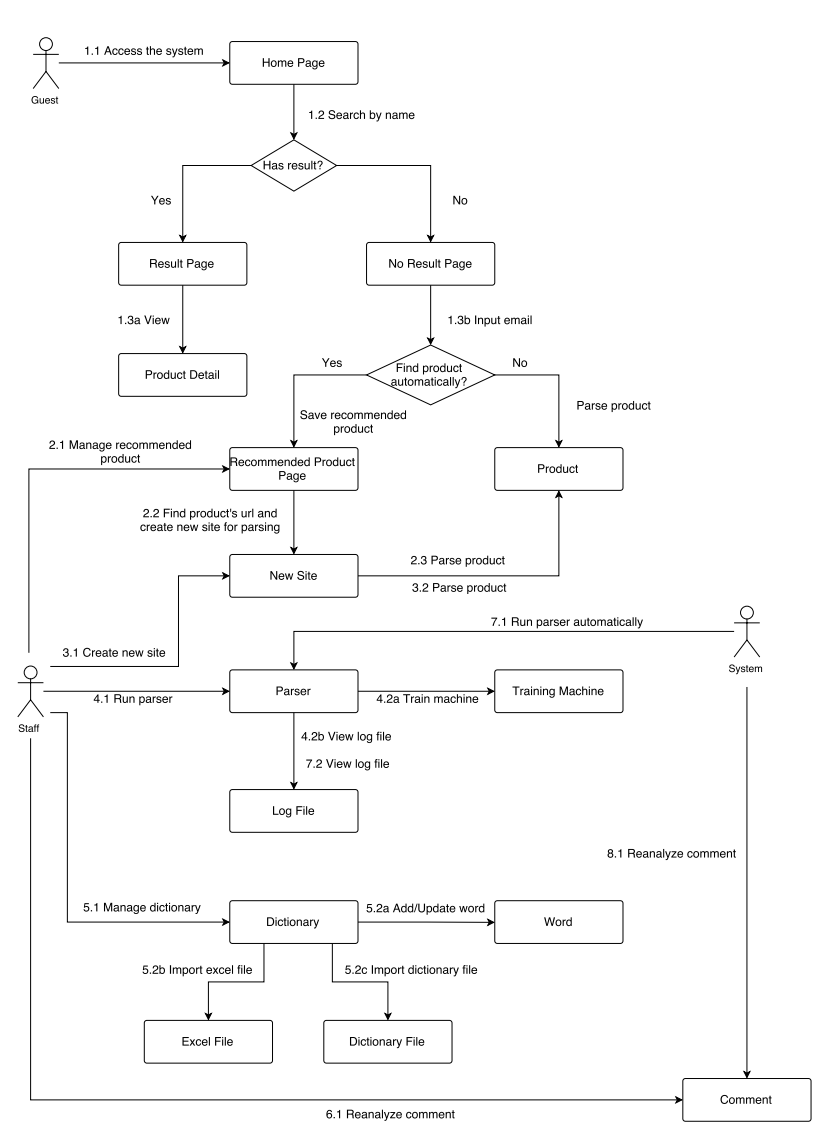 1.1 Access the system
Home Page
Guest
1.2 Search by name
Has result?
Yes
No
Result Page
No Result Page
1.3a View
1.3b Input email
Product Detail
Yes
Find product
automatically?
No
Save recommended
product
Parse product
2.1 Manage recommended
product
Recommended Product
Page
Product
2.2 Find product's url and
create new site for parsing
New Site
2.3 Parse product
3.2 Parse product
7.1 Run parser automatically
System
3.1 Create new site
Staff
4.1 Run parser
Parser
4.2a Train machine
Training Machine
4.2b View log file
7.2 View log file
Log File
8.1 Reanalyze comment
5.1 Manage dictionary
Dictionary
5.2a Add/Update word
Word
5.2b Import excel file
5.2c Import dictionary file
Excel File
Dictionary File
Comment
6.1 Reanalyze comment